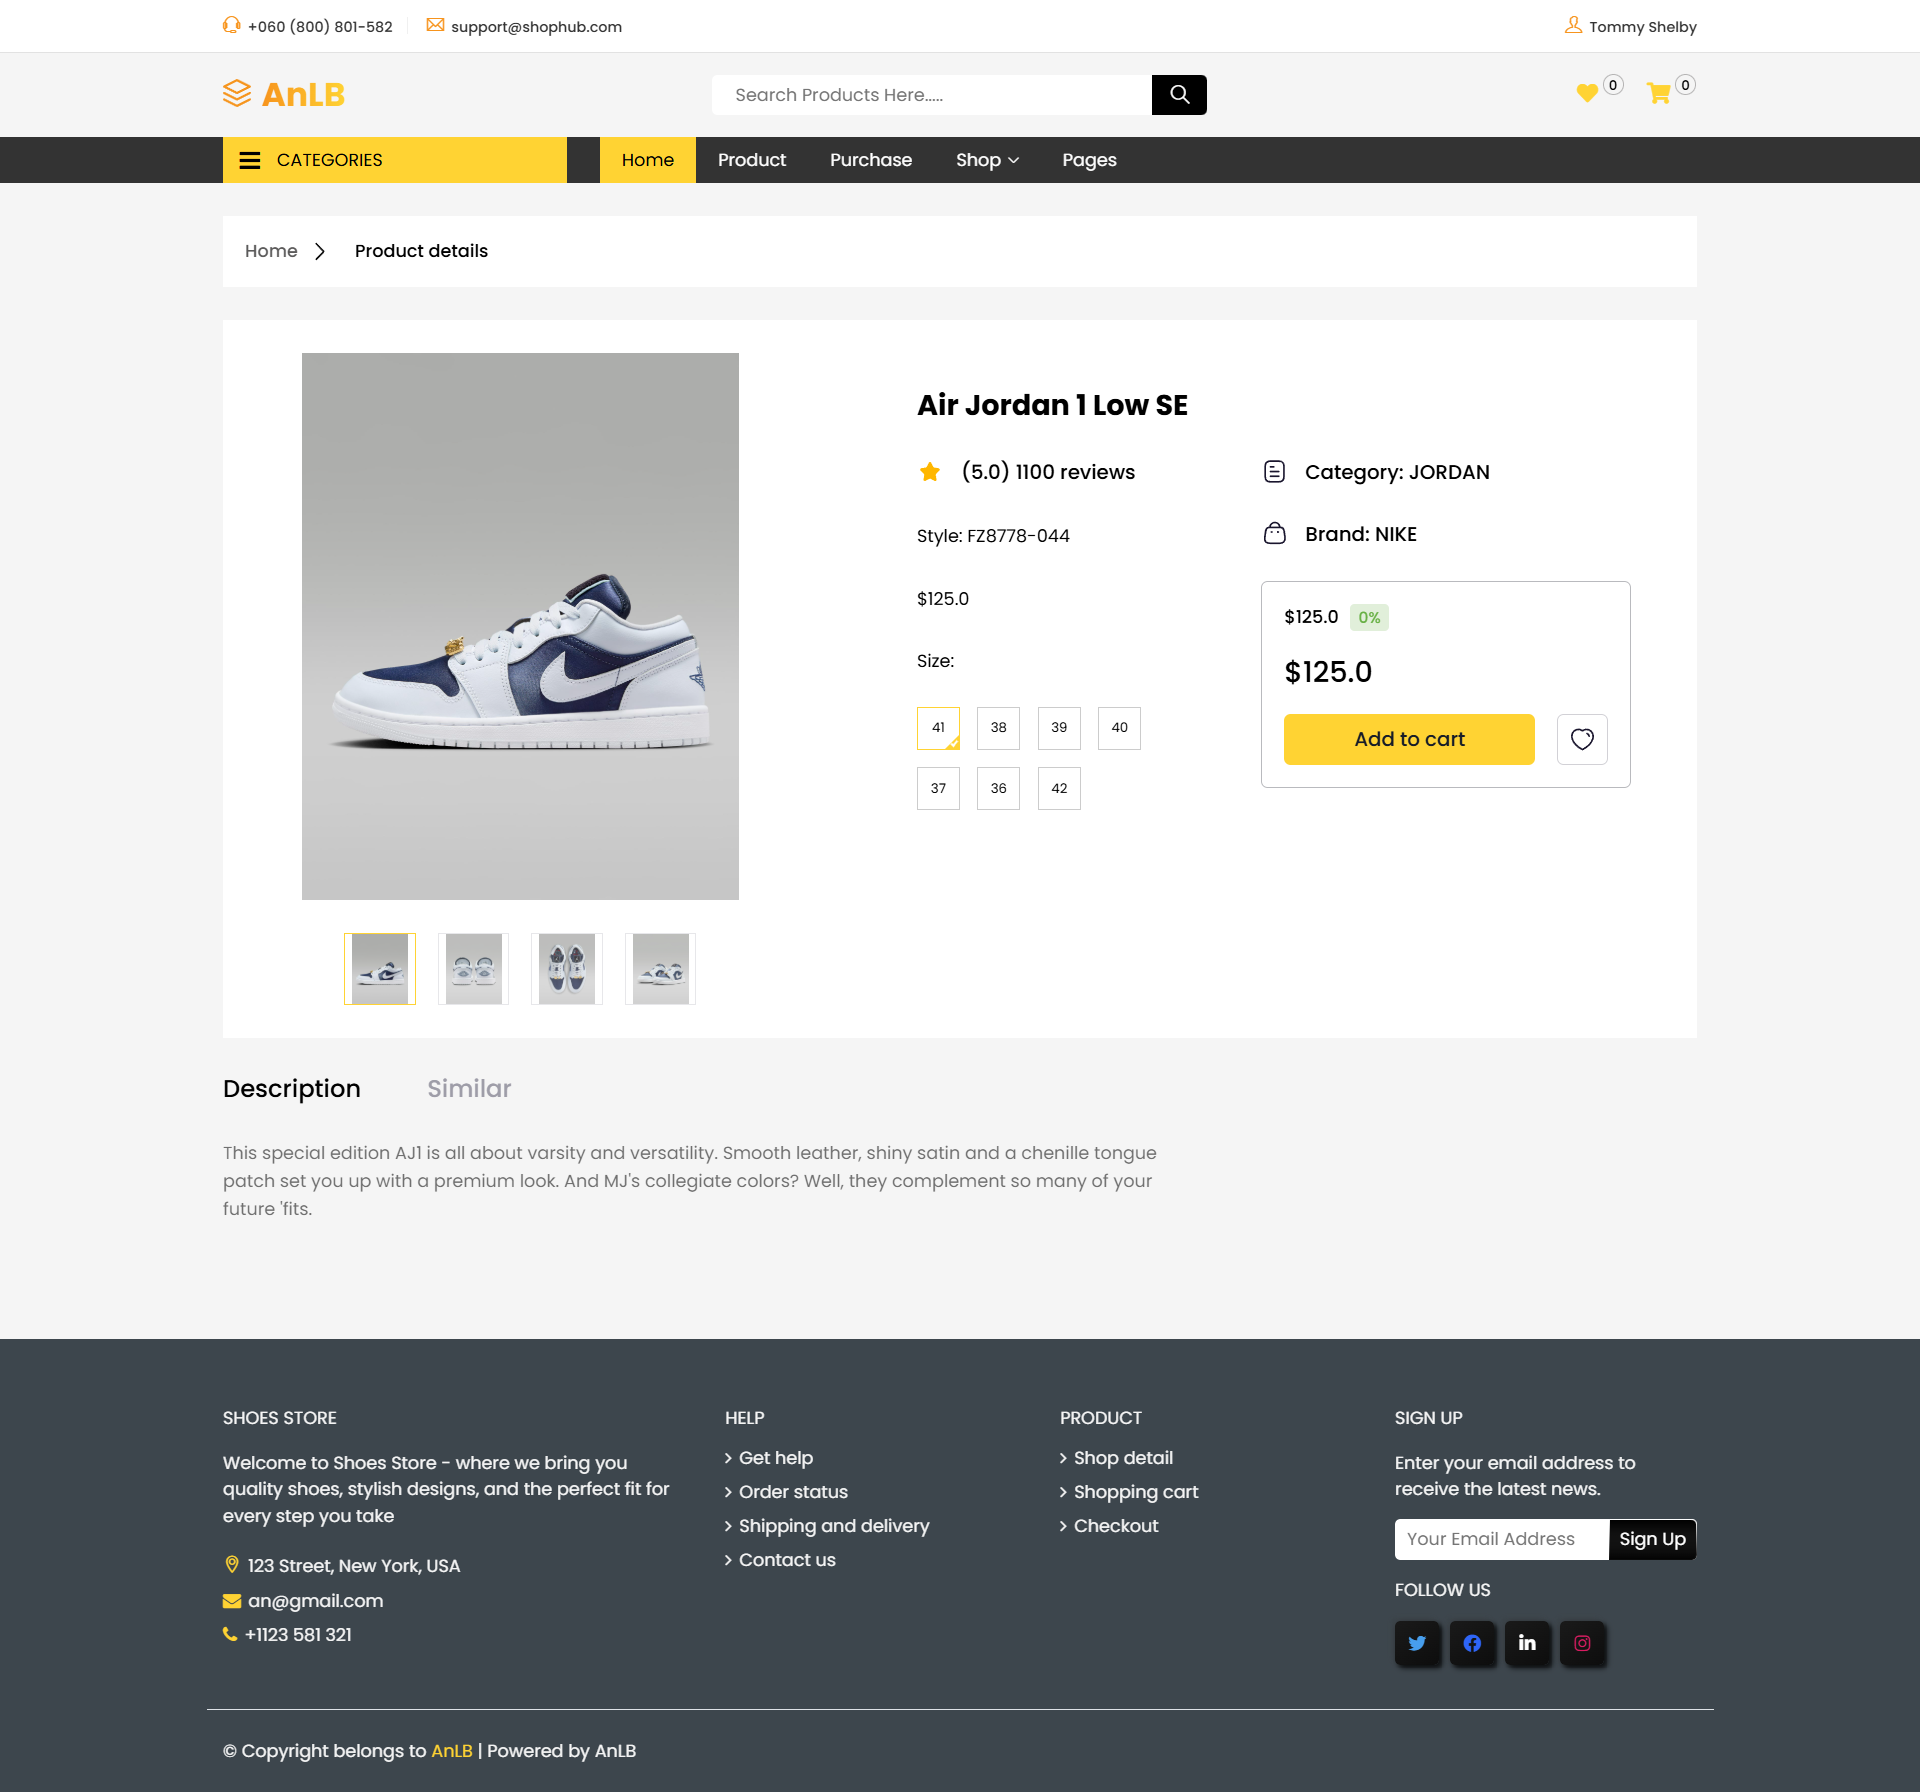 +060 (800) 801-582
support@shophub.com
Tommy Shelby
AnLB
Search Products Here.....
0
0
CATEGORIES
Home
Product
Purchase
Shop
Pages
Home
Product details
Air Jordan 1 Low SE
(5.0) 1100 reviews
Category: JORDAN
Style: FZ8778-044
Brand: NIKE
$125.0
Size:
41
38
39
40
37
36
42
$125.0
0%
$125.0
Add to cart
Description
Similar
This special edition AJ1 is all about varsity and versatility. Smooth leather, shiny satin and a chenille tongue
patch set you up with a premium look. And MJ's collegiate colors? Well, they complement so many of your
future 'fits.
SHOES STORE
Welcome to Shoes Store - where we bring you
quality shoes, stylish designs, and the perfect fit for
every step you take
123 Street, New York, USA
an@gmail.com
+1123 581 321
HELP
Get help
Order status
Shipping and delivery
Contact us
PRODUCT
Shop detail
Shopping cart
Checkout
SIGN UP
Enter your email address to
receive the latest news.
Your Email Address
Sign Up
FOLLOW US
© Copyright belongs to AnLB | Powered by AnLB